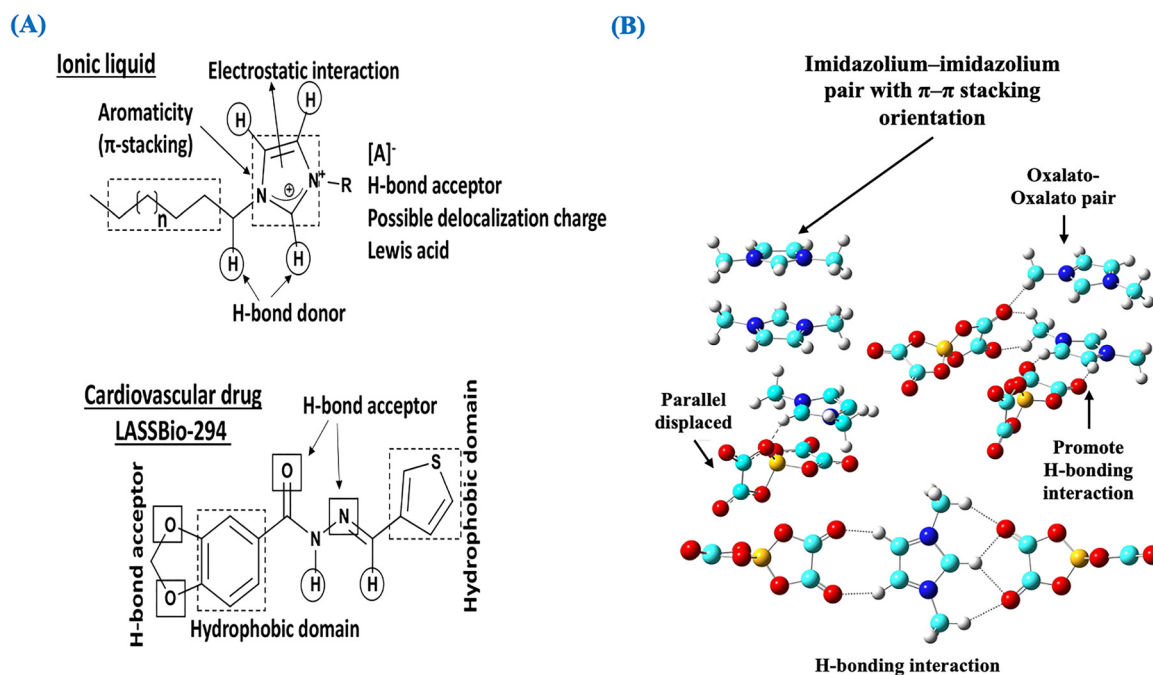 (A)
Ionic liquid
Electrostatic interaction
Aromaticity
(π-stacking)
H
H
N
⊕
N+
R
n
H
H
H-bond donor
[A]-
H-bond acceptor
Possible delocalization charge
Lewis acid
Cardiovascular drug
LASSBio-294
H-bond acceptor
H-bond acceptor
O
O
O
N
N
H
H
S
Hydrophobic domain
Hydrophobic domain
(B)
Imidazolium–imidazolium
pair with π–π stacking
orientation
Oxalato-
Oxalato pair
Parallel
displaced
Promote
H-bonding
interaction
H-bonding interaction